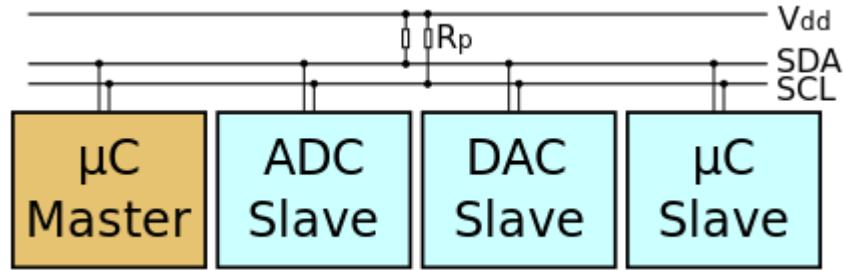 Vdd
Rp
SDA
SCL
µC
Master
ADC
Slave
DAC
Slave
µC
Slave